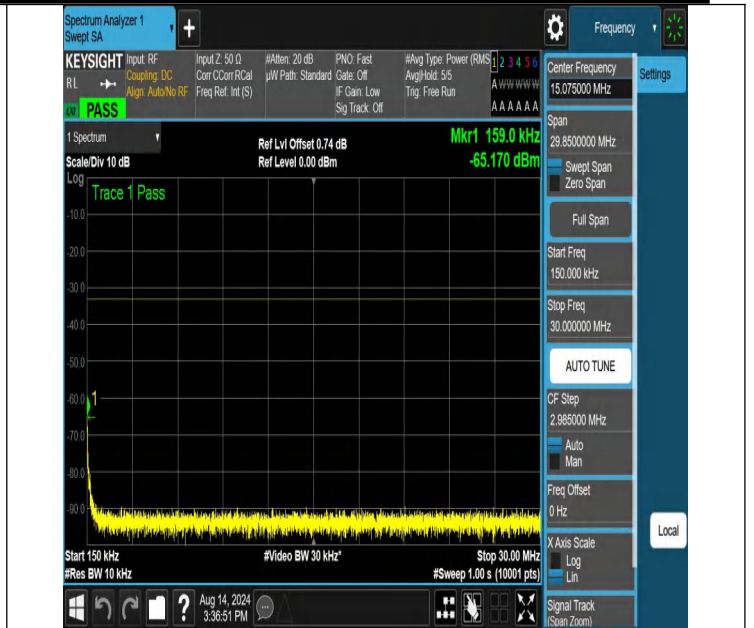 Spectrum Analyzer 1
Swept SA
+
Frequency
KEYSIGHT
RL
PASS
Input: RF
Coupling: DC
Align: Auto/No RF
Input Z: 50 Ω
Corr CCorr RCal
Freq Ref: Int (S)
#Atten: 20 dB
µW Path: Standard
PNO: Fast
Gate: Off
IF Gain: Low
Sig Track: Off
#Avg Type: Power (RMS
Avg|Hold: 5/5
Trig: Free Run
1 2 3 4 5 6
A W W W W W
A A A A A A
1 Spectrum
Scale/Div 10 dB
Ref Lvl Offset 0.74 dB
Ref Level 0.00 dBm
Mkr1 159.0 kHz
-65.170 dBm
Log
Trace 1 Pass
-10.0
-20.0
-30.0
-40.0
-50.0
-60.0
1
-70.0
-80.0
-90.0
Start 150 kHz
#Res BW 10 kHz
#Video BW 30 kHz*
Stop 30.00 MHz
#Sweep 1.00 s (10001 pts)
?
Aug 14, 2024
3:36:51 PM
Center Frequency
15.075000 MHz
Settings
Span
29.8500000 MHz
Swept Span
Zero Span
Full Span
Start Freq
150.000 kHz
Stop Freq
30.000000 MHz
AUTO TUNE
CF Step
2.985000 MHz
Auto
Man
Freq Offset
0 Hz
X Axis Scale
Log
Lin
Local
Signal Track
(Span Zoom)